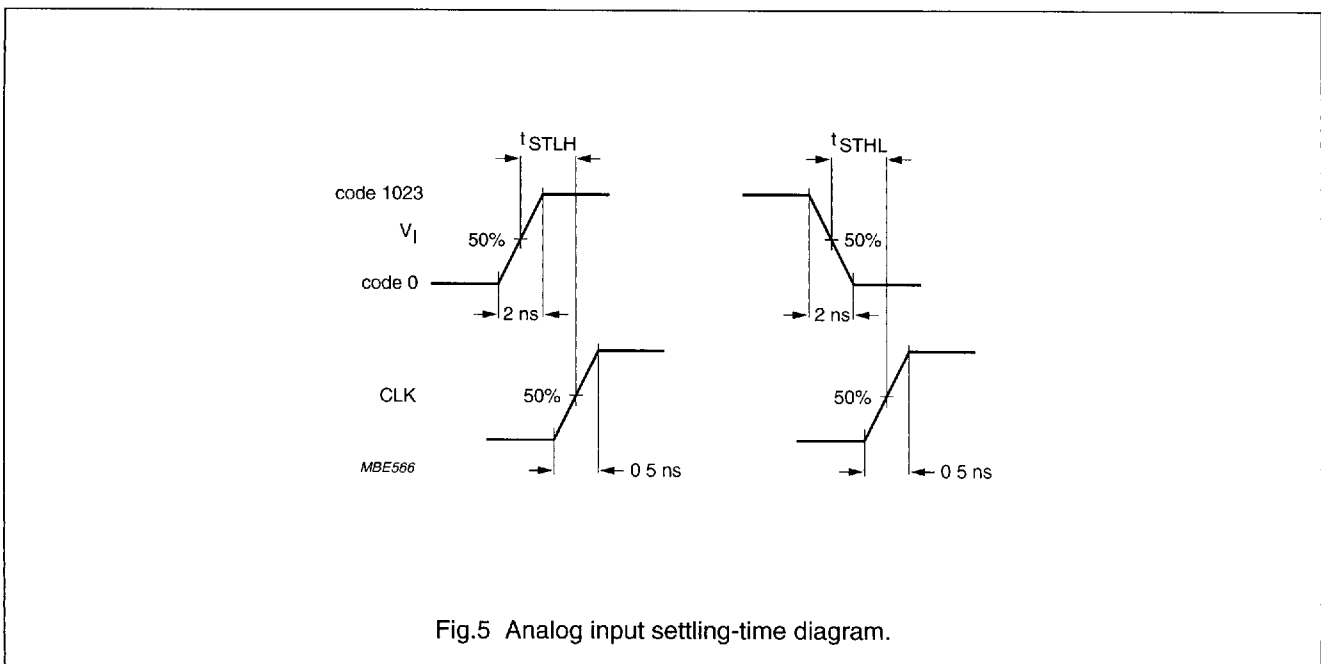 tSTLH
tSTHL
code 1023
VI
50%
50%
code 0
2 ns
2 ns
CLK
50%
50%
MBE566
0 5 ns
0 5 ns
Fig.5 Analog input settling-time diagram.